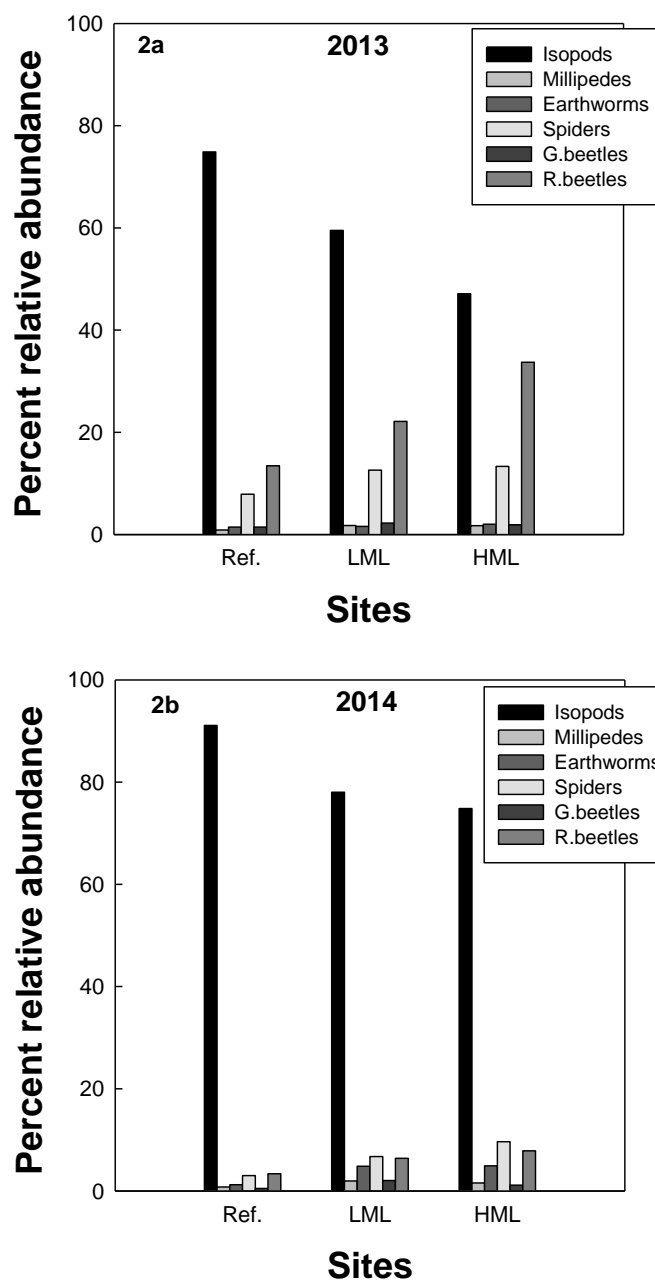 2a
2013
Isopods
Millipedes
Earthworms
Spiders
G.beetles
R.beetles
Percent relative abundance
100
80
60
40
20
0
Ref. LML HML
Sites
2b
2014
Isopods
Millipedes
Earthworms
Spiders
G.beetles
R.beetles
Percent relative abundance
100
80
60
40
20
0
Ref. LML HML
Sites